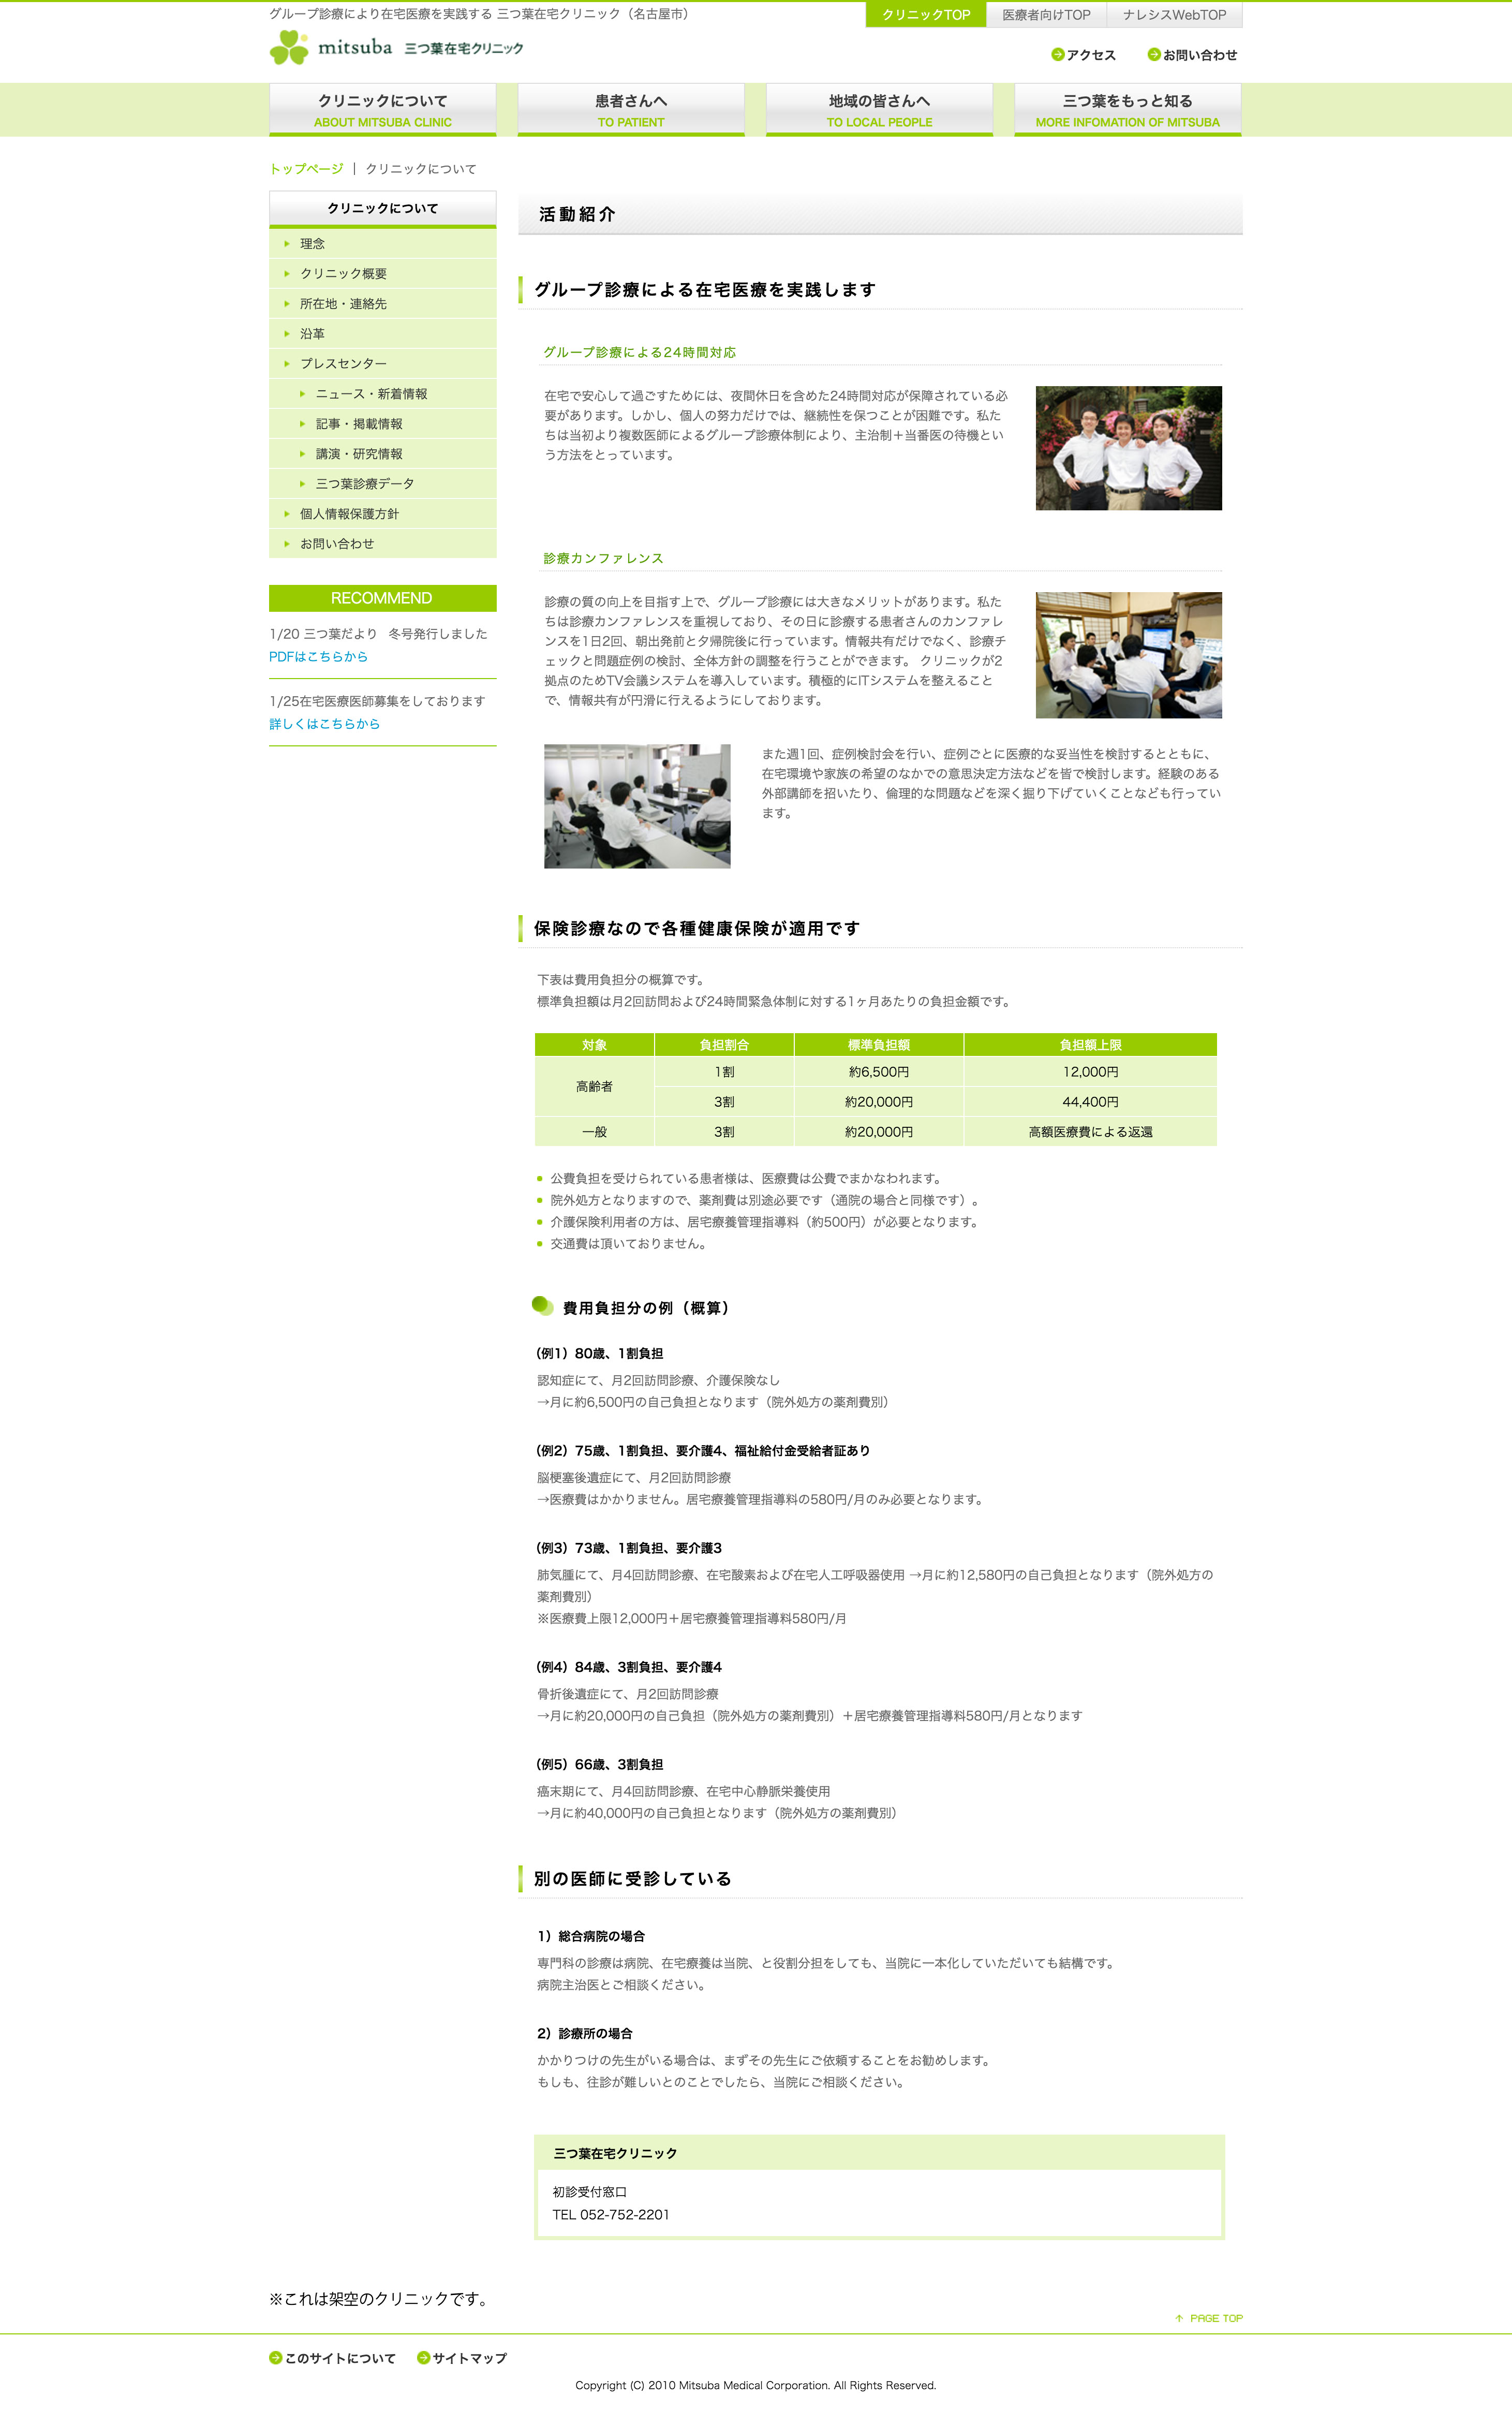 グループ診療により在宅医療を実践する 三つ葉在宅クリニック（名古屋市）
クリニックTOP
医療者向けTOP
ナレシスWebTOP
mitsuba 三つ葉在宅クリニック
アクセス
お問い合わせ
クリニックについて
ABOUT MITSUBA CLINIC
患者さんへ
TO PATIENT
地域の皆さんへ
TO LOCAL PEOPLE
三つ葉をもっと知る
MORE INFOMATION OF MITSUBA
トップページ | クリニックについて
クリニックについて
理念
クリニック概要
所在地・連絡先
沿革
プレスセンター
ニュース・新着情報
記事・掲載情報
講演・研究情報
三つ葉診療データ
個人情報保護方針
お問い合わせ
RECOMMEND
1/20 三つ葉だより　冬号発行しました
PDFはこちらから
1/25在宅医療医師募集をしております
詳しくはこちらから
活動紹介
グループ診療による在宅医療を実践します
グループ診療による24時間対応
在宅で安心して過ごすためには、夜間休日を含めた24時間対応が保障されている必
要があります。しかし、個人の努力だけでは、継続性を保つことが困難です。私た
ちは当初より複数医師によるグループ診療体制により、主治制＋当番医の待機とい
う方法をとっています。
診療カンファレンス
診療の質の向上を目指す上で、グループ診療には大きなメリットがあります。私た
ちは診療カンファレンスを重視しており、その日に診療する患者さんのカンファレ
ンスを1日2回、朝出発前と夕帰院後に行っています。情報共有だけでなく、診療チ
ェックと問題症例の検討、全体方針の調整を行うことができます。 クリニックが2
拠点のためTV会議システムを導入しています。積極的にITシステムを整えること
で、情報共有が円滑に行えるようにしております。
また週1回、症例検討会を行い、症例ごとに医療的な妥当性を検討するとともに、
在宅環境や家族の希望のなかでの意思決定方法などを皆で検討します。経験のある
外部講師を招いたり、倫理的な問題などを深く掘り下げていくことなども行ってい
ます。
保険診療なので各種健康保険が適用です
下表は費用負担分の概算です。
標準負担額は月2回訪問および24時間緊急体制に対する1ヶ月あたりの負担金額です。
対象 負担割合 標準負担額 負担額上限
高齢者 1割 約6,500円 12,000円
3割 約20,000円 44,400円
一般 3割 約20,000円 高額医療費による返還
公費負担を受けられている患者様は、医療費は公費でまかなわれます。
院外処方となりますので、薬剤費は別途必要です（通院の場合と同様です）。
介護保険利用者の方は、居宅療養管理指導料（約500円）が必要となります。
交通費は頂いておりません。
費用負担分の例（概算）
（例1）80歳、1割負担
認知症にて、月2回訪問診療、介護保険なし
→月に約6,500円の自己負担となります（院外処方の薬剤費別）
（例2）75歳、1割負担、要介護4、福祉給付金受給者証あり
脳梗塞後遺症にて、月2回訪問診療
→医療費はかかりません。居宅療養管理指導料の580円/月のみ必要となります。
（例3）73歳、1割負担、要介護3
肺気腫にて、月4回訪問診療、在宅酸素および在宅人工呼吸器使用 →月に約12,580円の自己負担となります（院外処方の
薬剤費別）
※医療費上限12,000円＋居宅療養管理指導料580円/月
（例4）84歳、3割負担、要介護4
骨折後遺症にて、月2回訪問診療
→月に約20,000円の自己負担（院外処方の薬剤費別）＋居宅療養管理指導料580円/月となります
（例5）66歳、3割負担
癌末期にて、月4回訪問診療、在宅中心静脈栄養使用
→月に約40,000円の自己負担となります（院外処方の薬剤費別）
別の医師に受診している
1）総合病院の場合
専門科の診療は病院、在宅療養は当院、と役割分担をしても、当院に一本化していただいても結構です。
病院主治医とご相談ください。
2）診療所の場合
かかりつけの先生がいる場合は、まずその先生にご依頼することをお勧めします。
もしも、往診が難しいとのことでしたら、当院にご相談ください。
三つ葉在宅クリニック
初診受付窓口
TEL 052-752-2201
※これは架空のクリニックです。
↑ PAGE TOP
このサイトについて
サイトマップ
Copyright (C) 2010 Mitsuba Medical Corporation. All Rights Reserved.